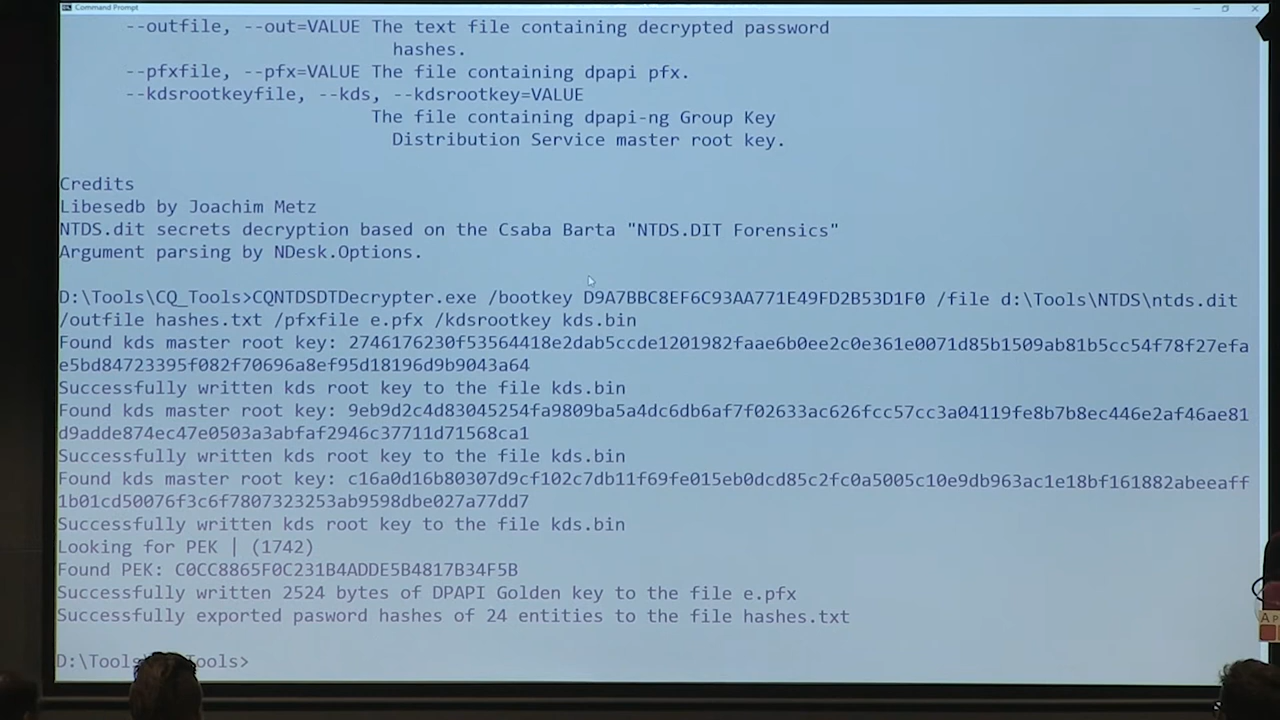 Command Prompt
--outfile, --out=VALUE The text file containing decrypted password
hashes.
--pfxfile, --pfx=VALUE The file containing dpapi pfx.
--kdsrootkeyfile, --kds, --kdsrootkey=VALUE
The file containing dpapi-ng Group Key
Distribution Service master root key.
Credits
Libesedb by Joachim Metz
NTDS.dit secrets decryption based on the Csaba Barta "NTDS.DIT Forensics"
Argument parsing by NDesk.Options.
D:\Tools\CQ_Tools>CQNTDSDTDecrypter.exe /bootkey D9A7BBC8EF6C93AA771E49FD2B53D1F0 /file d:\Tools\NTDS\ntds.dit
/outfile hashes.txt /pfxfile e.pfx /kdsrootkey kds.bin
Found kds master root key: 2746176230f53564418e2dab5ccde1201982faae6b0ee2c0e361e0071d85b1509ab81b5cc54f78f27efa
e5bd84723395f082f70696a8ef95d18196d9b9043a64
Successfully written kds root key to the file kds.bin
Found kds master root key: 9eb9d2c4d83045254fa9809ba5a4dc6db6af7f02633ac626fcc57cc3a04119fe8b7b8ec446e2af46ae81
d9adde874ec47e0503a3abfaf2946c37711d71568ca1
Successfully written kds root key to the file kds.bin
Found kds master root key: c16a0d16b80307d9cf102c7db11f69fe015eb0dcd85c2fc0a5005c10e9db963ac1e18bf161882abeeaff
1b01cd50076f3c6f7807323253ab9598dbe027a77dd7
Successfully written kds root key to the file kds.bin
Looking for PEK | (1742)
Found PEK: C0CC8865F0C231B4ADDE5B4817B34F5B
Successfully written 2524 bytes of DPAPI Golden key to the file e.pfx
Successfully exported pasword hashes of 24 entities to the file hashes.txt
D:\Tools Tools>